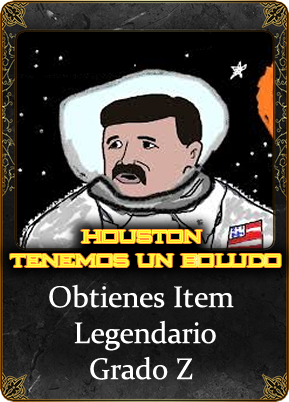 HOUSTON
TENEMOS UN BOLUDO
Obtienes Item
Legendario
Grado Z